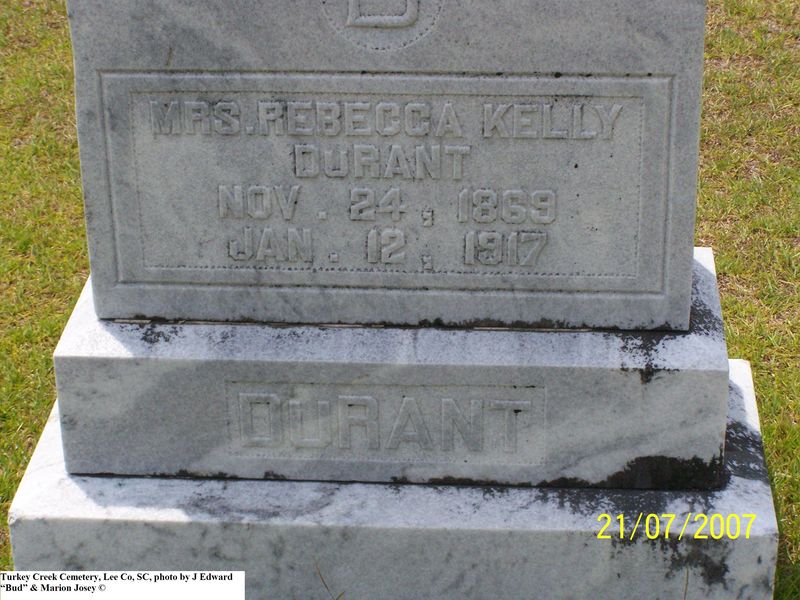 D
MRS. REBECCA KELLY
DURANT
NOV. 24, 1869
JAN. 12, 1917
DURANT
21/07/2007
Turkey Creek Cemetery, Lee Co, SC, photo by J Edward
“Bud” & Marion Josey ©